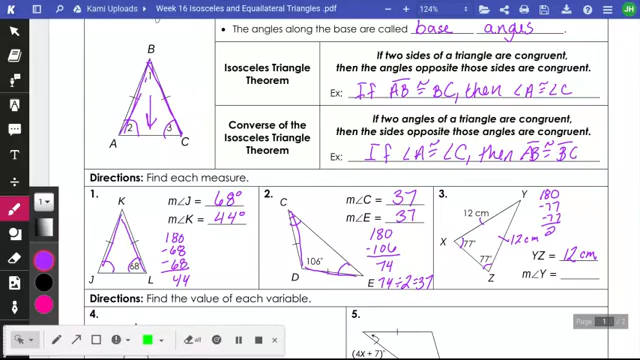 Kami Uploads ▸ Week 16 Isosceles and Equilateral Triangles.pdf
124%
JH
• The angles along the base are called base angles
B
1
2
3
A
C
Isosceles Triangle Theorem
If two sides of a triangle are congruent, then the angles opposite those sides are congruent.
Ex: If AB ≅ BC, then ∠A ≅ ∠C
Converse of the Isosceles Triangle Theorem
If two angles of a triangle are congruent, then the sides opposite those angles are congruent.
Ex: If ∠A ≅ ∠C, then AB ≅ BC
Directions: Find each measure.
1.
K
J
L
68°
m∠J = 68°
m∠K = 44°
180
-68
-68
44
2.
C
D
E
106°
m∠C = 37
m∠E = 37
180
-106
74
74÷2=37
3.
Y
X
Z
12 cm
77°
77°
12 cm
180
-77
-77
2
YZ = 12 cm
m∠Y =
Directions: Find the value of each variable.
4.
5.
(4x + 7)°
Page 1 / 2
1